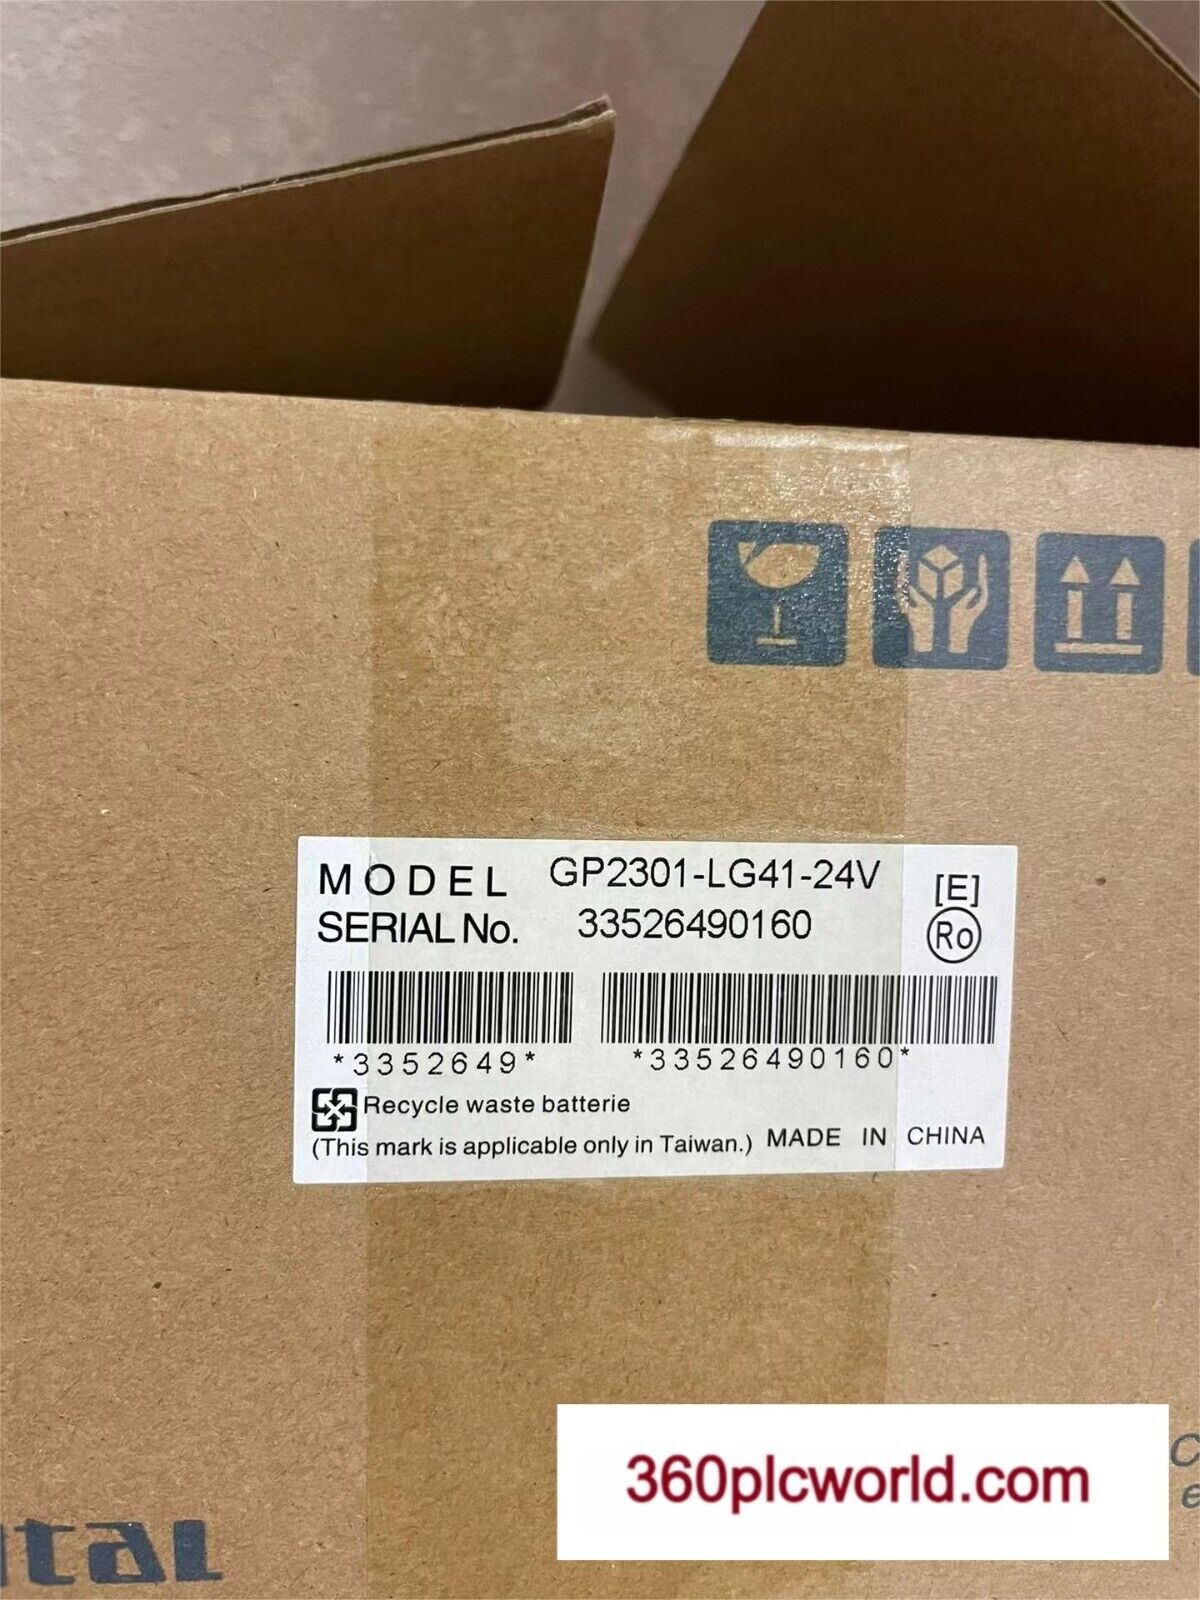 MODEL GP2301-LG41-24V [E]
SERIAL No. 33526490160 Ro
*3352649* *33526490160*
Recycle waste batterie
(This mark is applicable only in Taiwan.) MADE IN CHINA
360plcworld.com